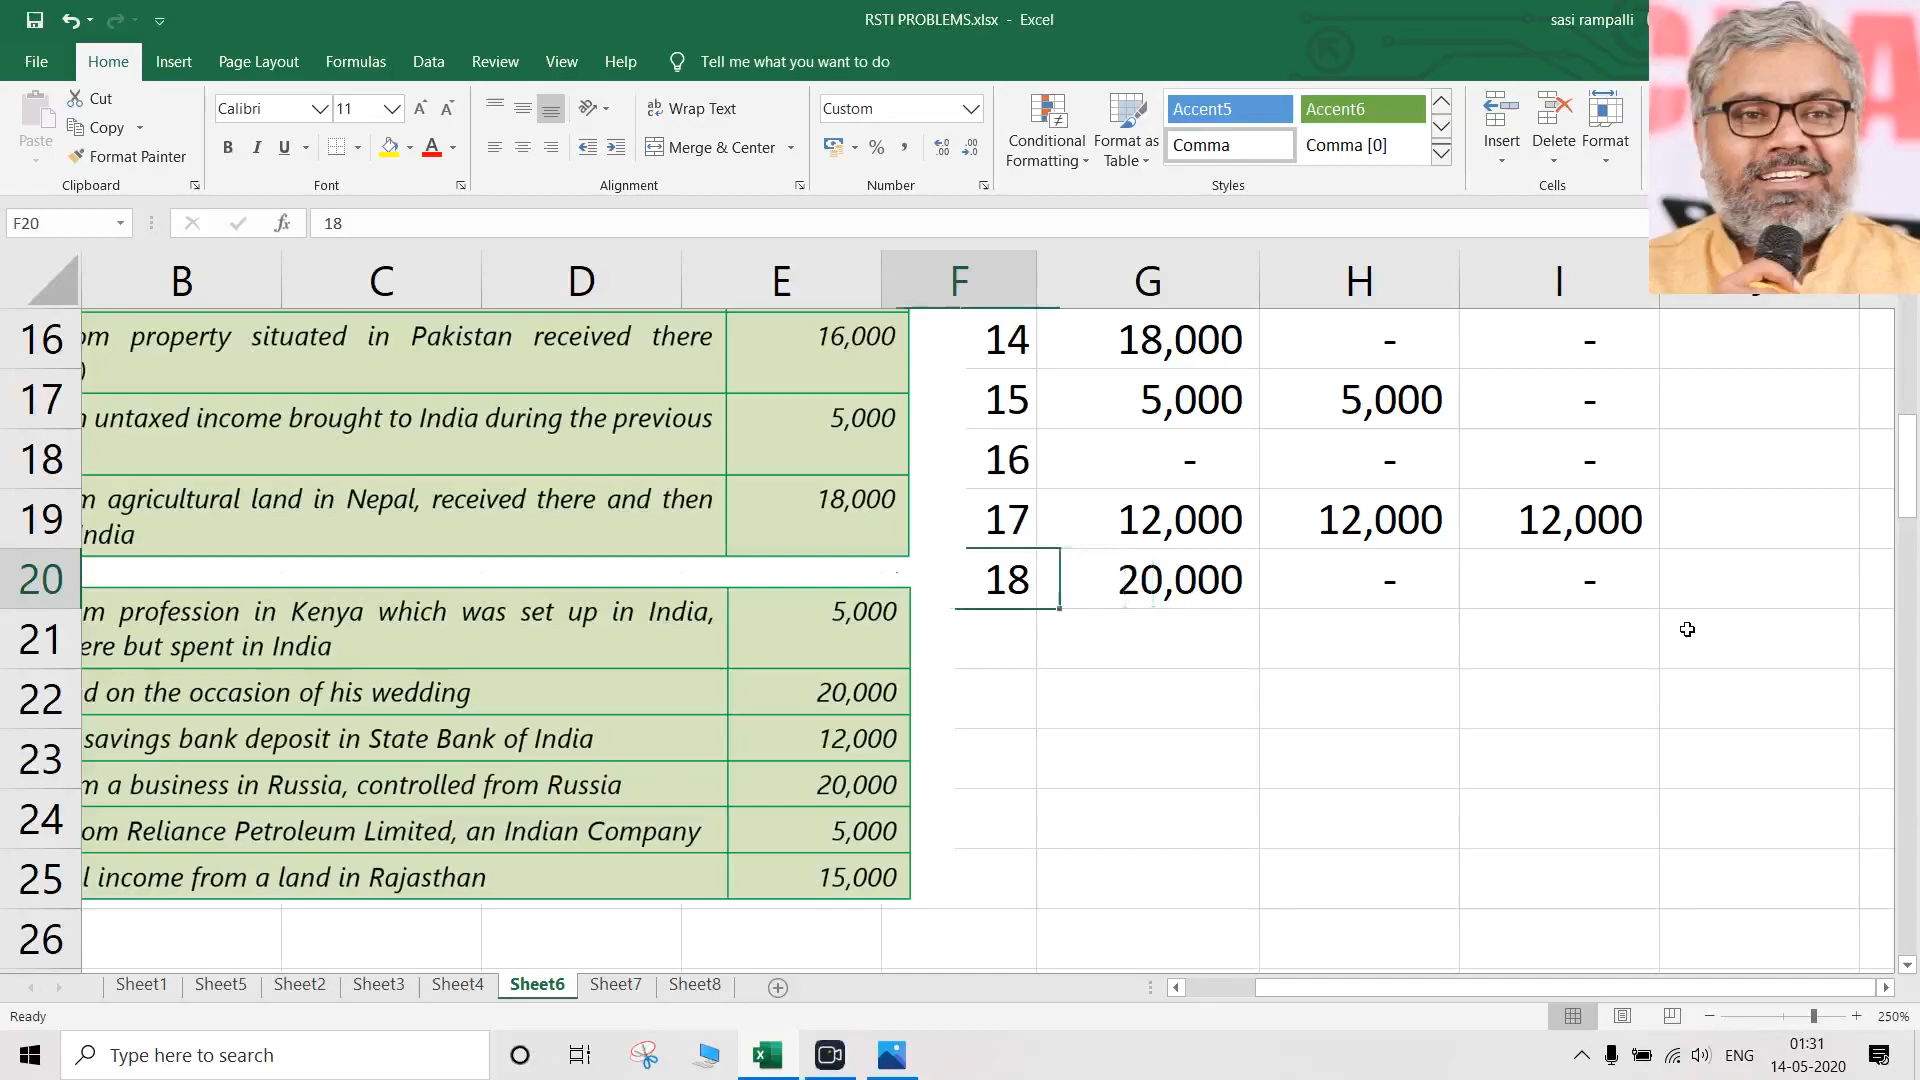 RSTI PROBLEMS.xlsx - Excel
sasi rampalli
File Home Insert Page Layout Formulas Data Review View Help Tell me what you want to do
Paste
Cut
Copy
Format Painter
Clipboard
Calibri 11
B I U
Font
Wrap Text
Merge & Center
Alignment
Custom
Number
Conditional Formatting
Format as Table
Accent5 Accent6
Comma Comma [0]
Styles
Insert Delete Format
Cells
F20 fx 18
B C D E F G H I
16 17 18 19 20 21 22 23 24 25 26
property situated in Pakistan received there 16,000
)
untaxed income brought to India during the previous 5,000
agricultural land in Nepal, received there and then 18,000
profession in Kenya which was set up in India, 5,000
but spent in India
on the occasion of his wedding 20,000
savings bank deposit in State Bank of India 12,000
a business in Russia, controlled from Russia 20,000
Reliance Petroleum Limited, an Indian Company 5,000
income from a land in Rajasthan 15,000
14 18,000 - -
15 5,000 5,000 -
16 - - -
17 12,000 12,000 12,000
18 20,000 - -
Sheet1 Sheet5 Sheet2 Sheet3 Sheet4 Sheet6 Sheet7 Sheet8
Ready
250%
Type here to search
ENG
01:31
14-05-2020